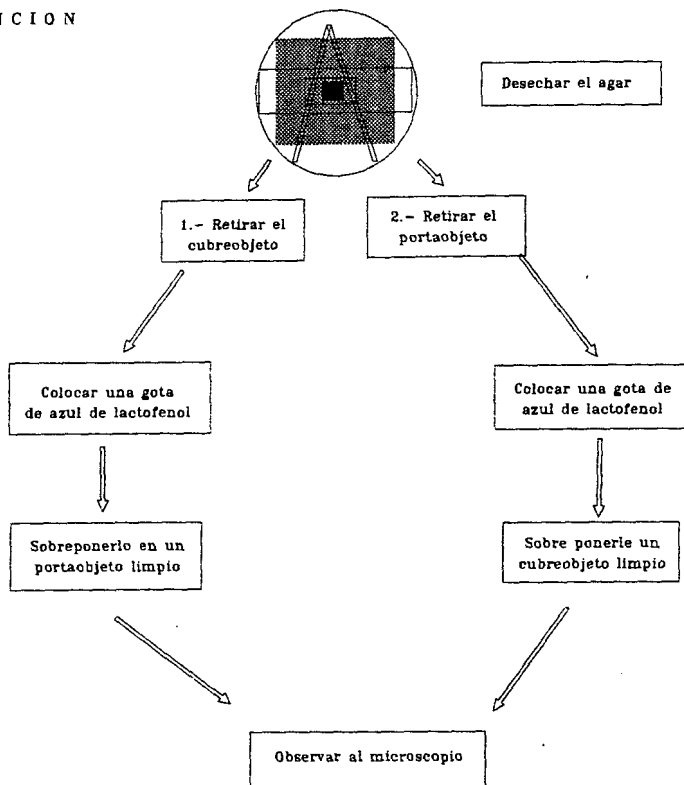 NCION
Desechar el agar
1.- Retirar el
cubreobjeto
2.- Retirar el
portaobjeto
Colocar una gota
de azul de lactofenol
Colocar una gota de
azul de lactofenol
Sobreponerlo en un
portaobjeto limpio
Sobre ponerle un
cubreobjeto limpio
Observar al microscopio